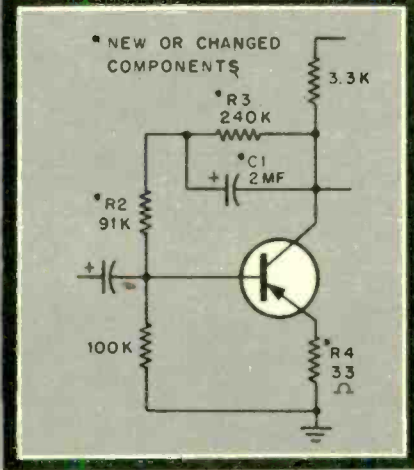 * NEW OR CHANGED
COMPONENTS
3.3K
*R3
240K
*C1
+ 2MF
*R2
91K
+
100K
*R4
33
Ω